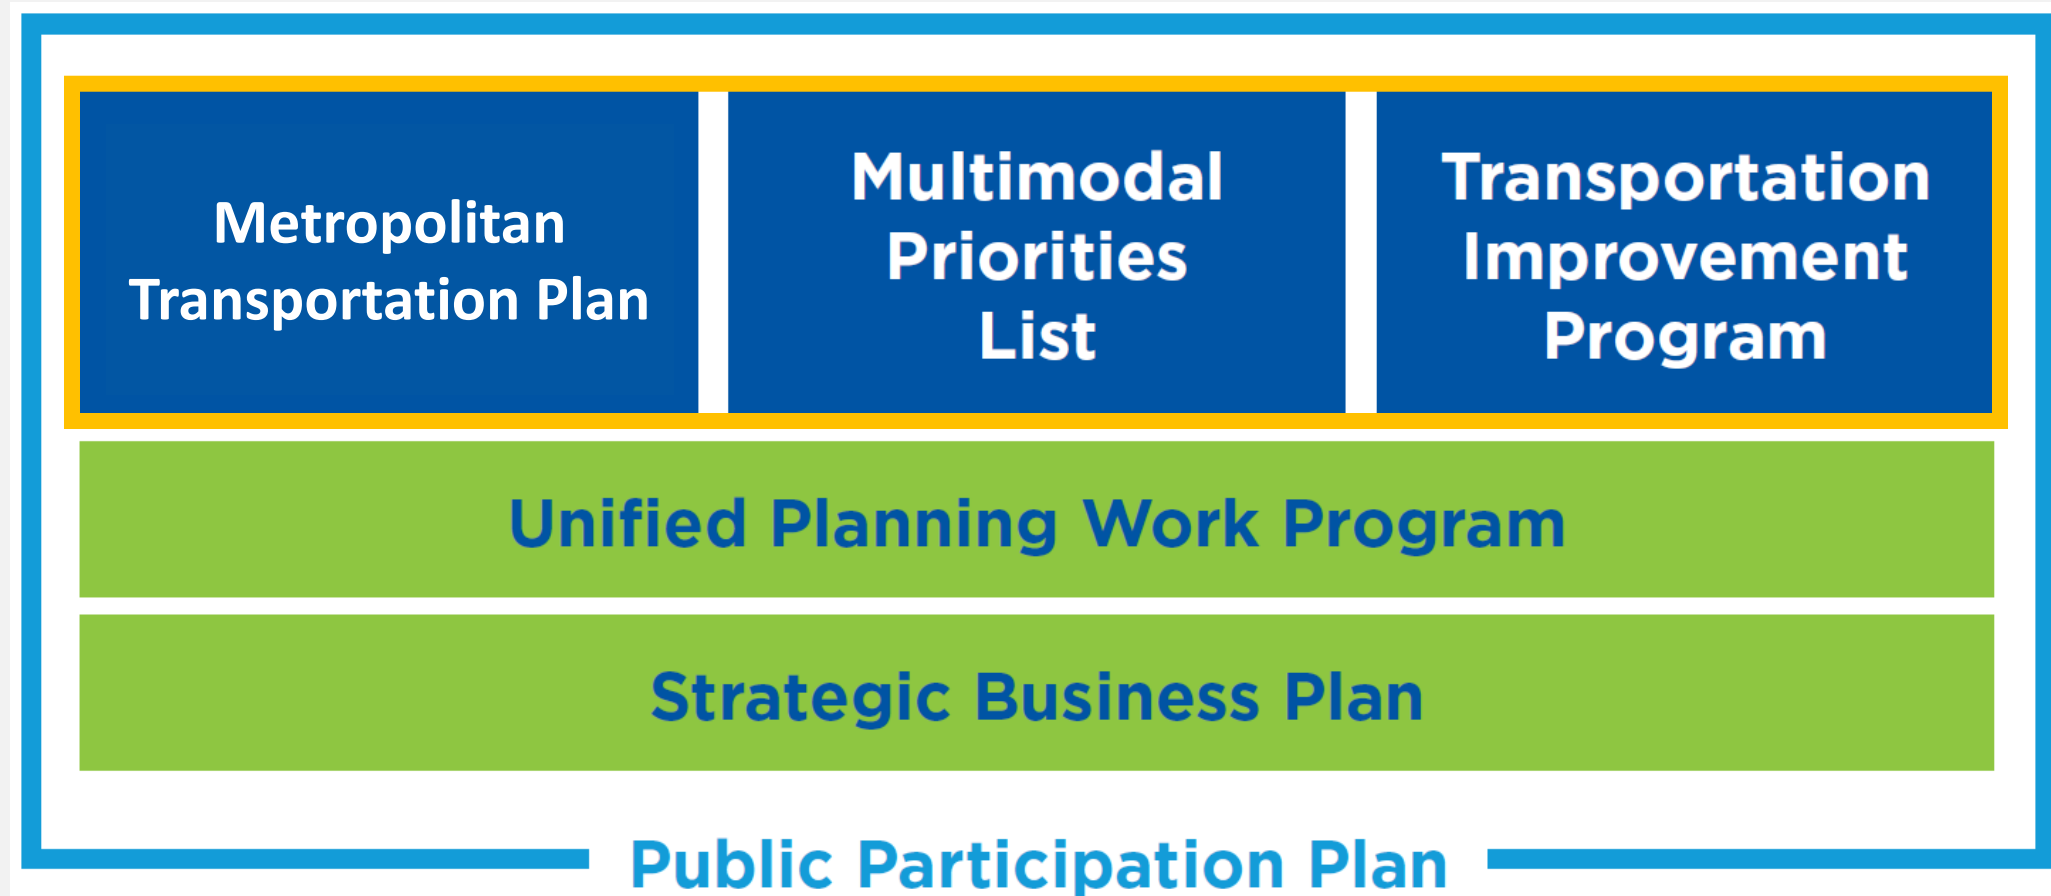 Metropolitan
Transportation Plan
Multimodal
Priorities
List
Transportation
Improvement
Program
Unified Planning Work Program
Strategic Business Plan
Public Participation Plan